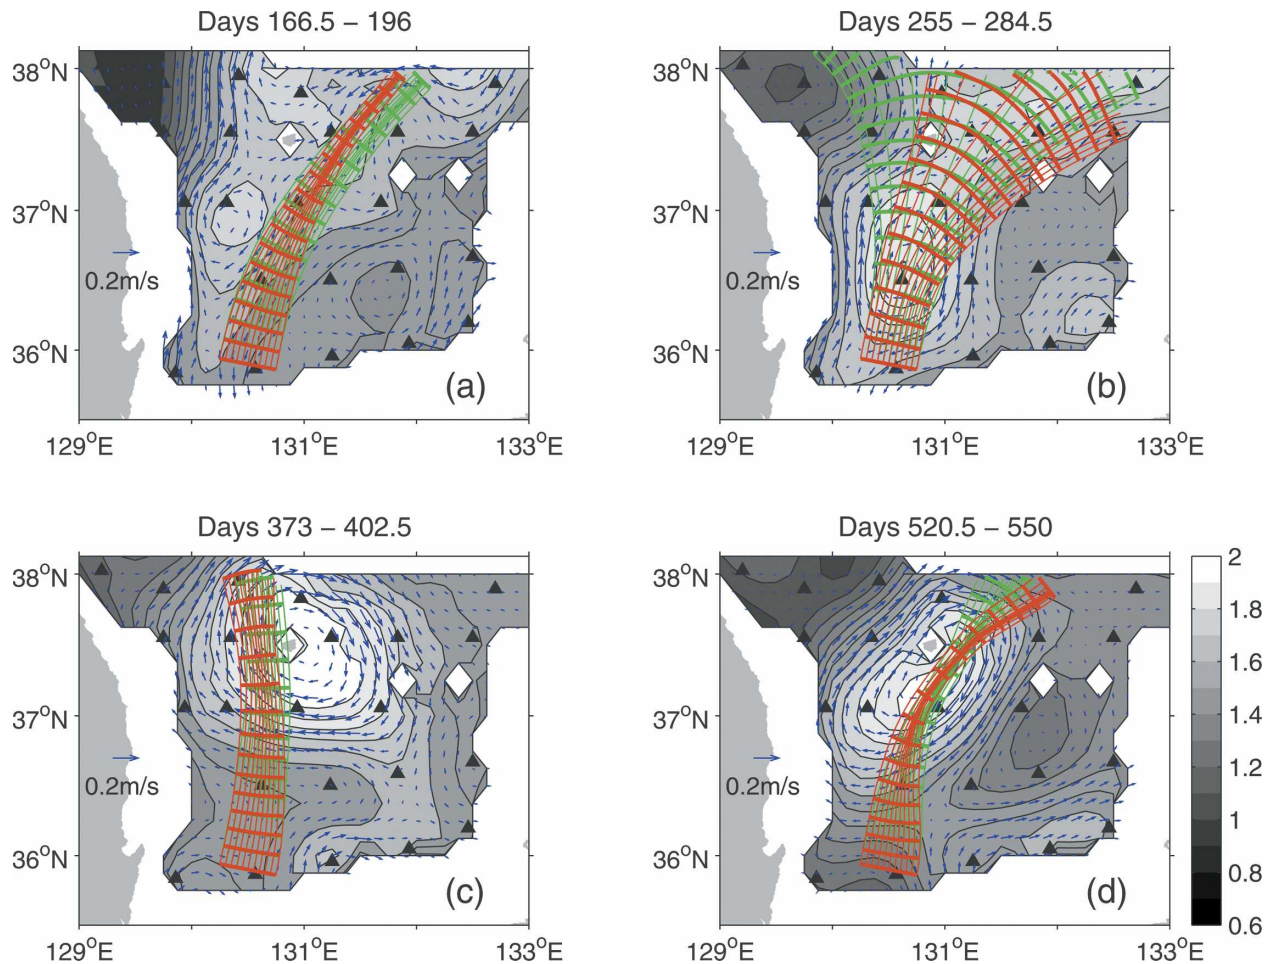 Days 166.5 – 196
Days 255 – 284.5
38°N
37°N
36°N
0.2m/s
(a)
129°E
131°E
133°E
38°N
37°N
36°N
0.2m/s
(b)
129°E
131°E
133°E
Days 373 – 402.5
Days 520.5 – 550
38°N
37°N
36°N
0.2m/s
(c)
129°E
131°E
133°E
38°N
37°N
36°N
0.2m/s
(d)
129°E
131°E
133°E
2
1.8
1.6
1.4
1.2
1
0.8
0.6